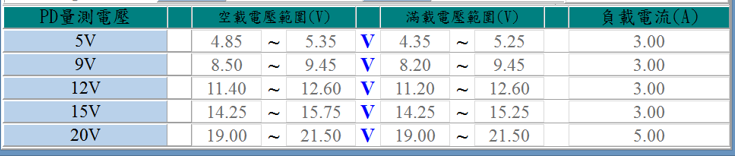 PD量測電壓 空載電壓範圍(V) 滿載電壓範圍(V) 負載電流(A)
5V 4.85 ~ 5.35 V 4.35 ~ 5.25 3.00
9V 8.50 ~ 9.45 V 8.20 ~ 9.45 3.00
12V 11.40 ~ 12.60 V 11.20 ~ 12.60 3.00
15V 14.25 ~ 15.75 V 14.25 ~ 15.25 3.00
20V 19.00 ~ 21.50 V 19.00 ~ 21.50 5.00